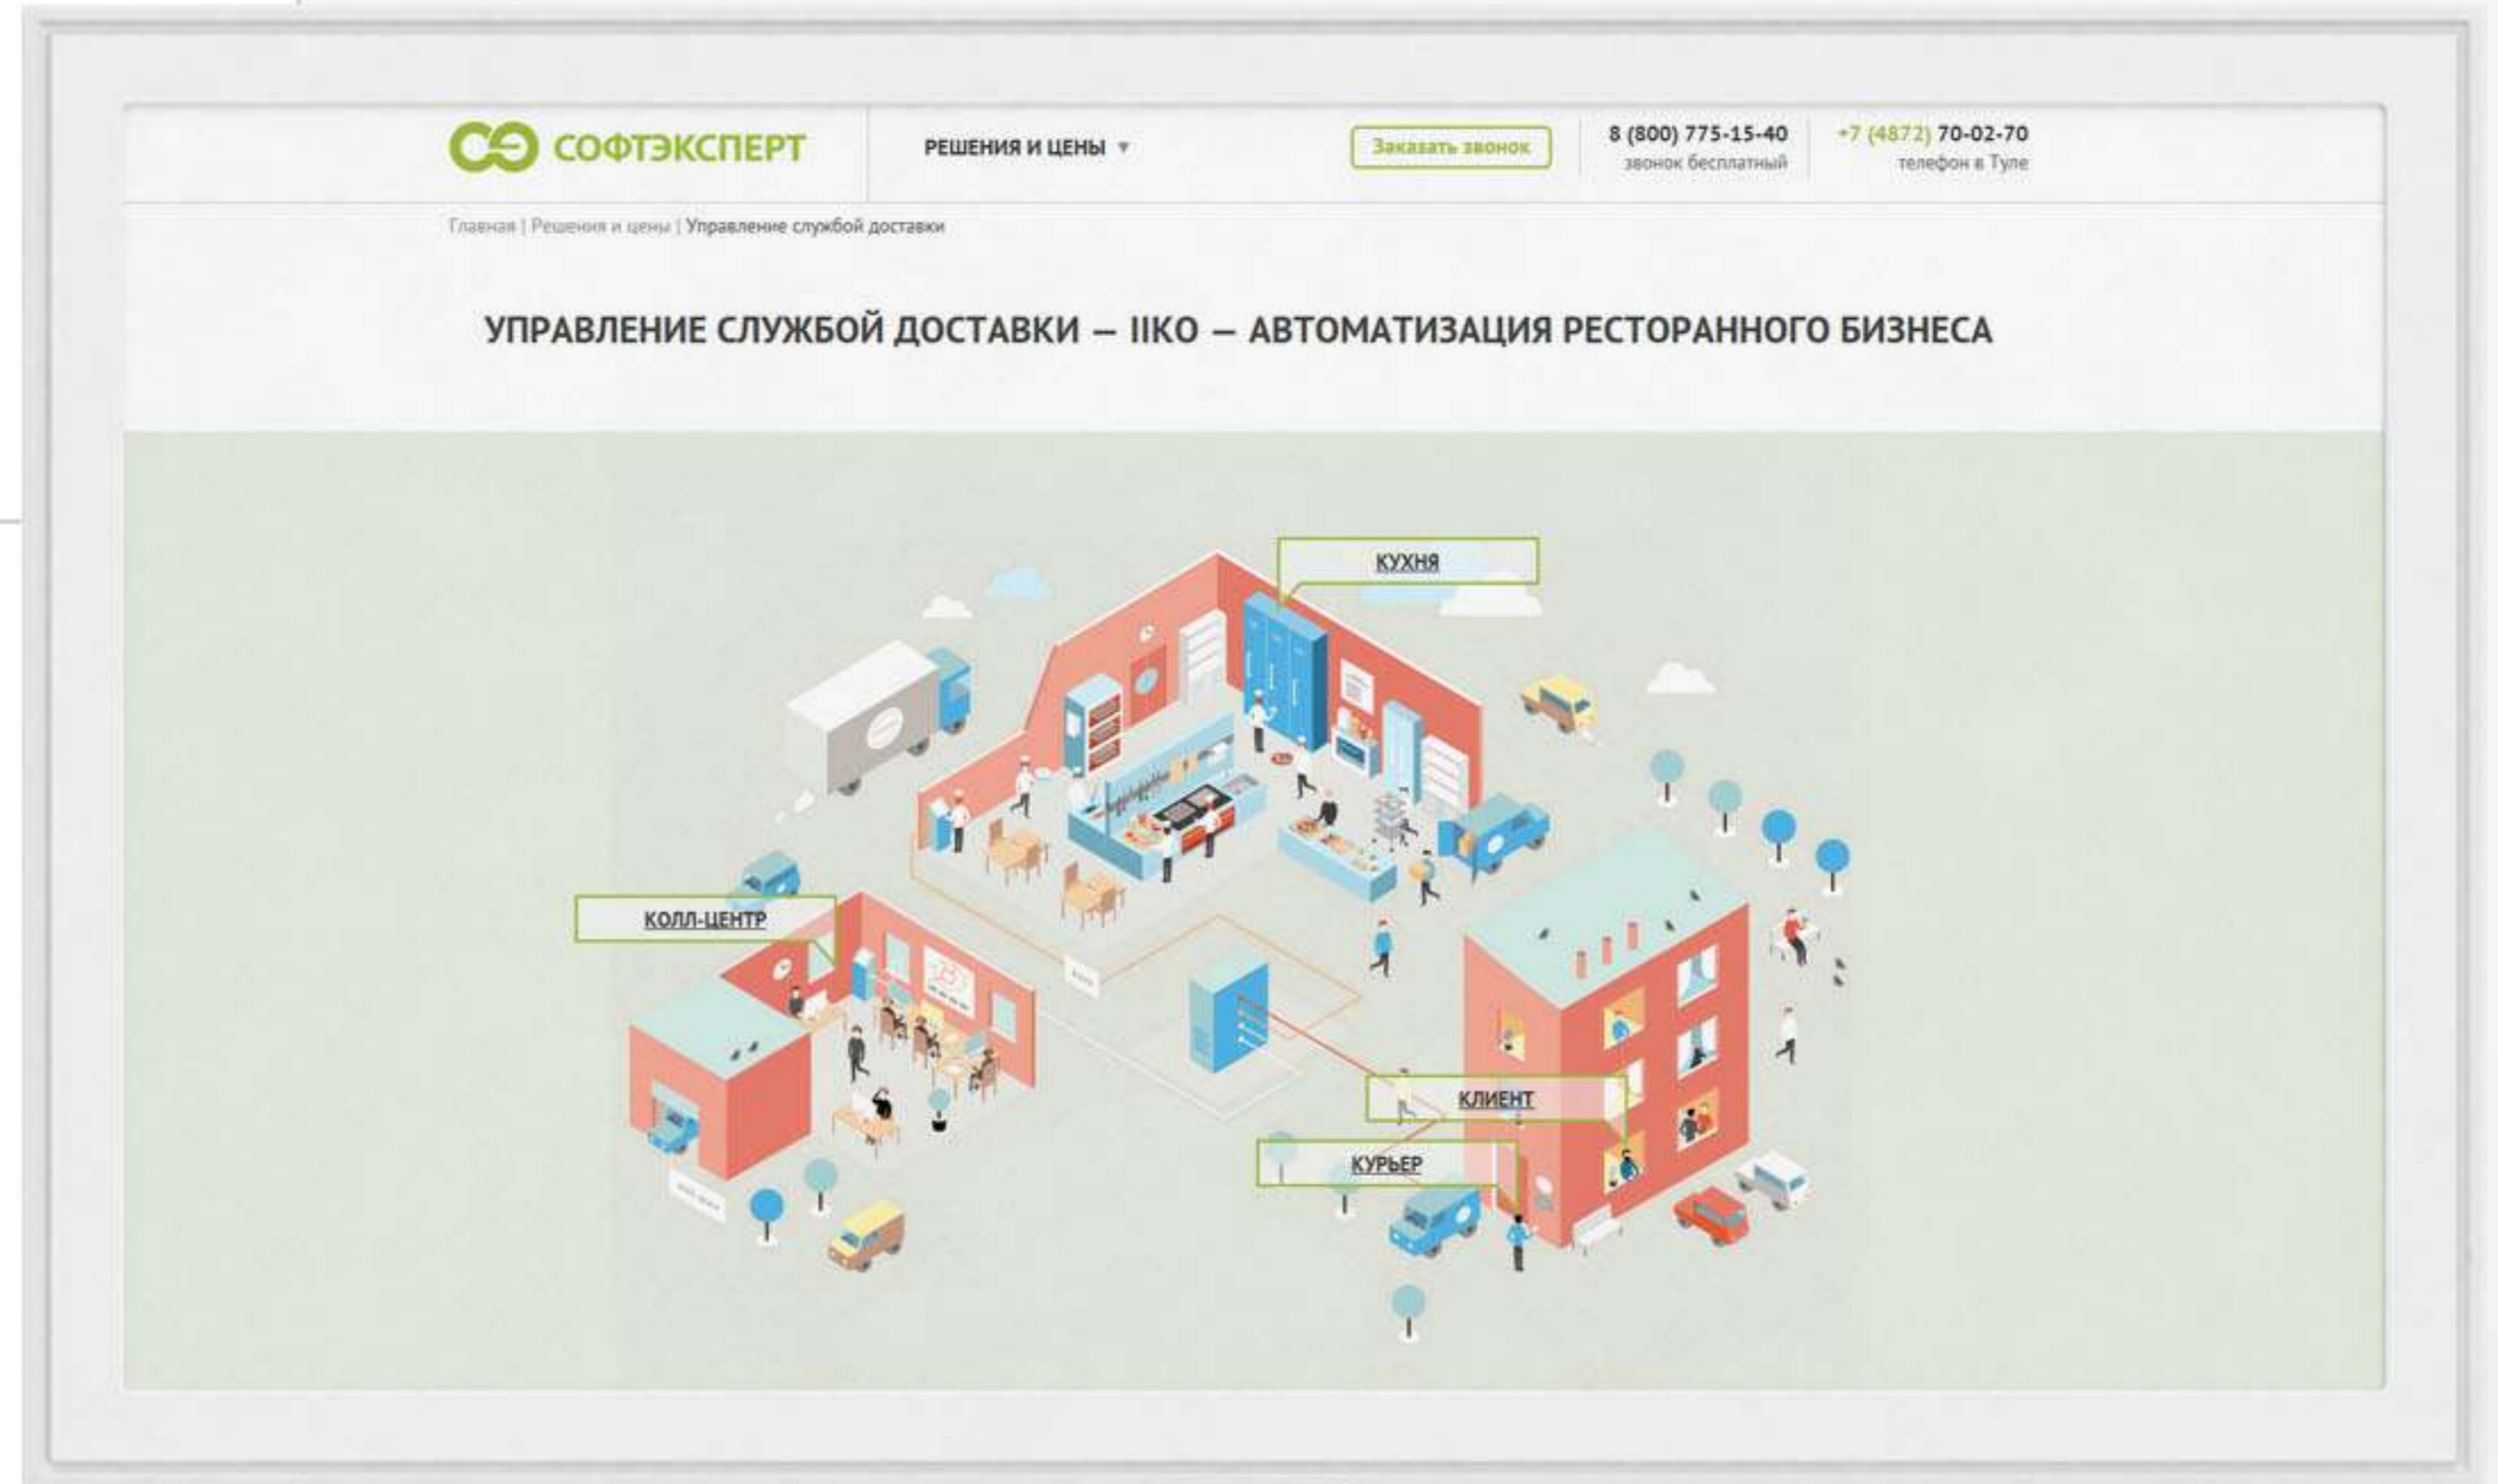 СОФТЭКСПЕРТ
РЕШЕНИЯ И ЦЕНЫ ▼
Заказать звонок
8 (800) 775-15-40
звонок бесплатный
+7 (4872) 70-02-70
телефон в Туле
Главная | Решения и цены | Управление службой доставки
УПРАВЛЕНИЕ СЛУЖБОЙ ДОСТАВКИ — IIKO — АВТОМАТИЗАЦИЯ РЕСТОРАННОГО БИЗНЕСА
КУХНЯ
КОЛЛ-ЦЕНТР
КЛИЕНТ
КУРЬЕР